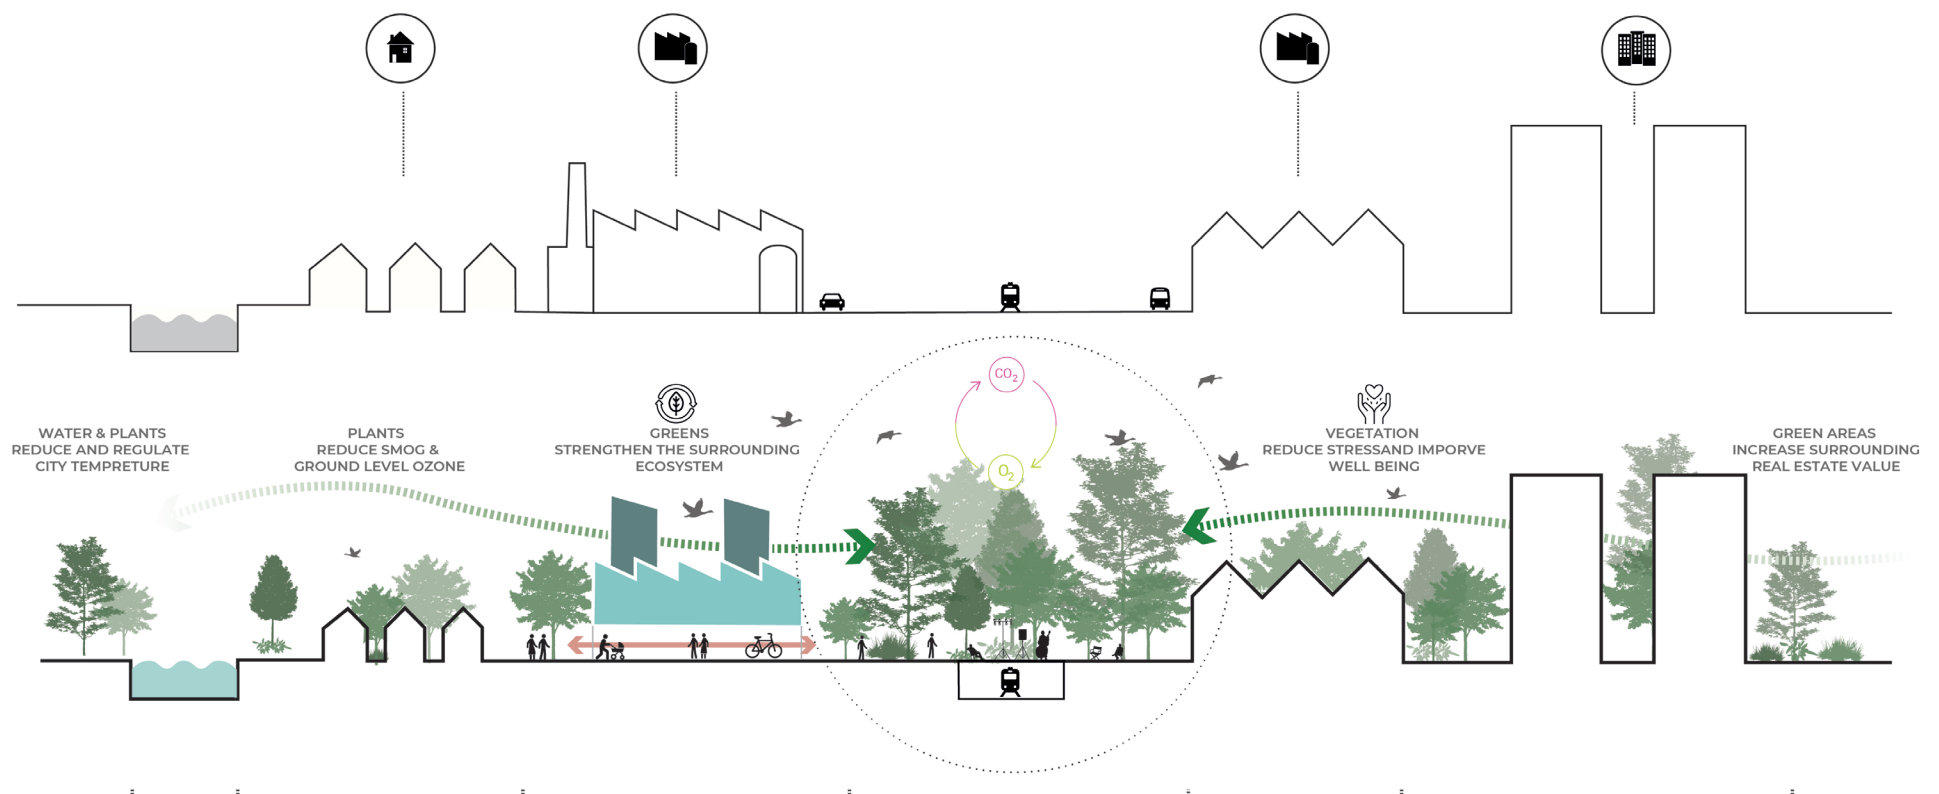 CO2
O2
WATER & PLANTS
REDUCE AND REGULATE
CITY TEMPRETURE
PLANTS
REDUCE SMOG &
GROUND LEVEL OZONE
GREENS
STRENGTHEN THE SURROUNDING
ECOSYSTEM
VEGETATION
REDUCE STRESSAND IMPORVE
WELL BEING
GREEN AREAS
INCREASE SURROUNDING
REAL ESTATE VALUE